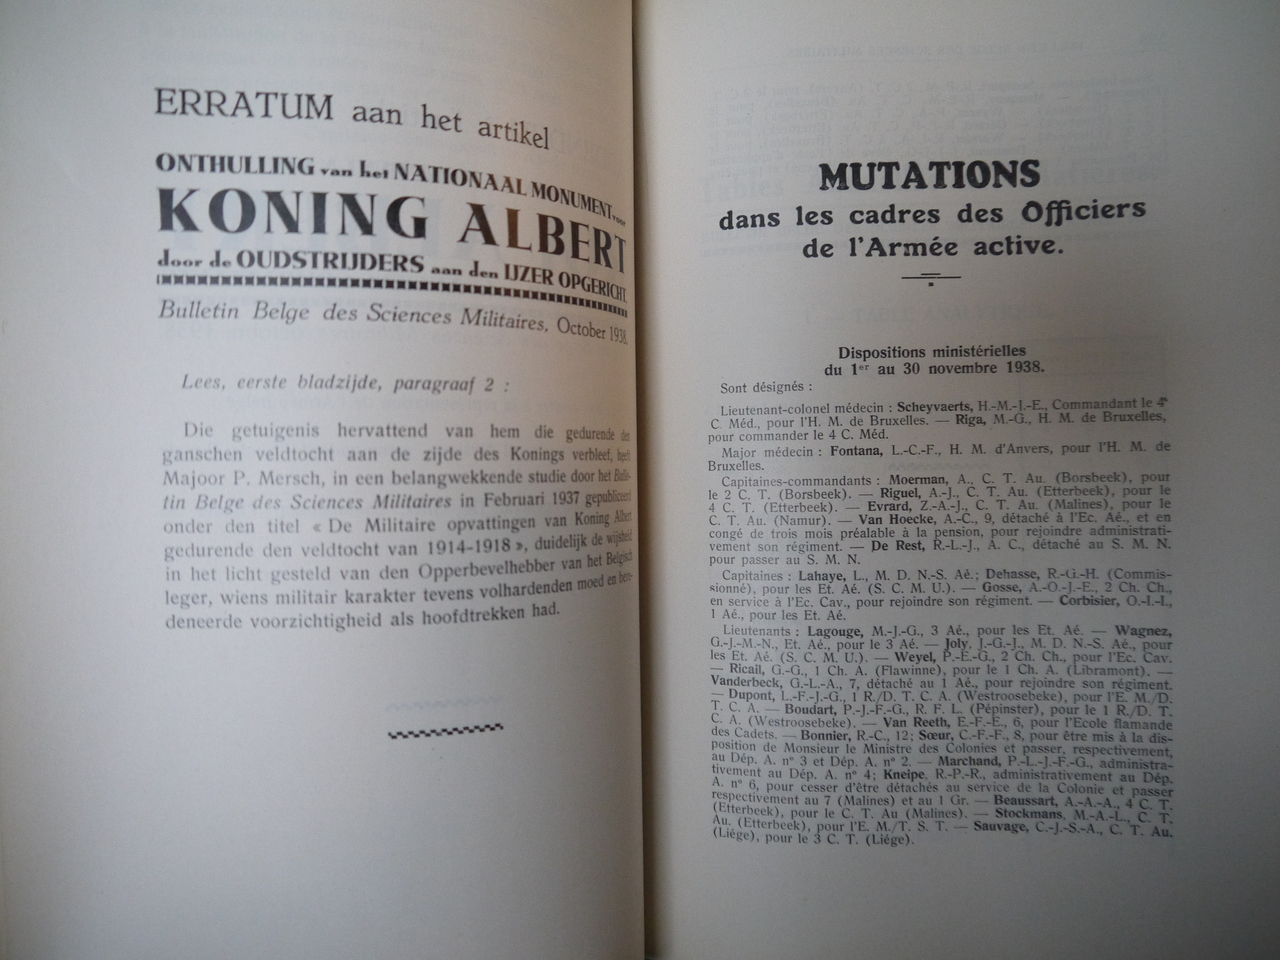 ERRATUM aan het artikel
ONTHULLING van het NATIONAAL MONUMENT voor
KONING ALBERT
door de OUDSTRIJDERS aan den IJZER OPGERICHT.
Bulletin Belge des Sciences Militaires, October 1938.
Lees, eerste bladzijde, paragraaf 2 :
Die getuigenis hervattend van hem die gedurende den
ganschen veldtocht aan de zijde des Konings verbleef, heeft
Majoor P. Mersch, in een belangwekkende studie door het Bulle-
tin Belge des Sciences Militaires in Februari 1937 gepubliceerd
onder den titel « De Militaire opvattingen van Koning Albert
gedurende den veldtocht van 1914-1918 », duidelijk de wijsheid
in het licht gesteld van den Opperbevelhebber van het Belgisch
leger, wiens militair karakter tevens volhardenden moed en bere-
deneerde voorzichtigheid als hoofdtrekken had.
MUTATIONS
dans les cadres des Officiers
de l'Armée active.
Dispositions ministérielles
du 1er au 30 novembre 1938.
Sont désignés :
Lieutenant-colonel médecin : Scheyvaerts, H.-M.-J.-E., Commandant le 4e
C. Méd., pour l'H. M. de Bruxelles. — Riga, M.-G., H. M. de Bruxelles,
pour commander le 4 C. Méd.
Major médecin : Fontana, L.-C.-F., H. M. d'Anvers, pour l'H. M. de
Bruxelles.
Capitaines-commandants : Moerman, A., C. T. Au. (Borsbeek), pour
le 2 C. T. (Borsbeek). — Riguel, A.-J., C. T. Au. (Etterbeek), pour le
4 C. T. (Etterbeek). — Evrard, Z.-A.-J., C. T. Au. (Malines), pour le
C. T. Au. (Namur). — Van Hoecke, A.-C., 9, détaché à l'Ec. Aé., et en
congé de trois mois préalable à la pension, pour rejoindre administrati-
vement son régiment. — De Rest, R.-L.-J., A. C., détaché au S. M. N.
pour passer au S. M. N.
Capitaines : Lahaye, L., M. D. N.-S. Aé.; Dehasse, R.-G.-H. (Commis-
sionné), pour les Et. Aé. (S. C. M. U.). — Gosse, A.-O.-J.-E., 2 Ch. Ch.,
en service à l'Ec. Cav., pour rejoindre son régiment. — Corbisier, O.-I.-I.,
1 Aé., pour les Et. Aé.
Lieutenants : Lagouge, M.-J.-G., 3 Aé., pour les Et. Aé. — Wagnez,
G.-J.-M.-N., Et. Aé., pour le 3 Aé. — Joly, J.-G.-J., M. D. N.-S. Aé., pour
les Et. Aé. (S. C. M. U.). — Weyel, P.-E.-G., 2 Ch. Ch., pour l'Ec. Cav.
— Ricail, G.-G., 1 Ch. A. (Flawinne), pour le 1 Ch. A. (Libramont). —
Vanderbeck, G.-L.-A., 7, détaché au 1 Aé., pour rejoindre son régiment.
— Dupont, L.-F.-J.-G., 1 R./D. T. C. A. (Westroosebeke), pour l'E. M./D.
T. C. A. — Boudart, P.-J.-F.-G., R. F. L. (Pépinster), pour le 1 R./D. T.
C. A. (Westroosebeke). — Van Reeth, E.-F.-E., 6, pour l'Ecole flamande
des Cadets. — Bonnier, R.-C., 12; Sœur, C.-F.-F., 8, pour être mis à la dis-
position de Monsieur le Ministre des Colonies et passer, respectivement,
au Dép. A. n° 3 et Dép. A. n° 2. — Marchand, P.-L.-J.-F.-G., administra-
tivement au Dép. A. n° 4; Kneipe, R.-P.-R., administrativement au Dép.
A. n° 6, pour cesser d'être détachés au service de la Colonie et passer
respectivement au 7 (Malines) et au 1 Gr. — Beaussart, A.-A.-A., 4 C. T.
(Etterbeek), pour le C. T. Au (Malines). — Stockmans, M.-A.-L., C. T.
Au. (Etterbeek), pour l'E. M./T. S. T. — Sauvage, C.-J.-S.-A., C. T. Au.
(Liége), pour le 3 C. T. (Liége).